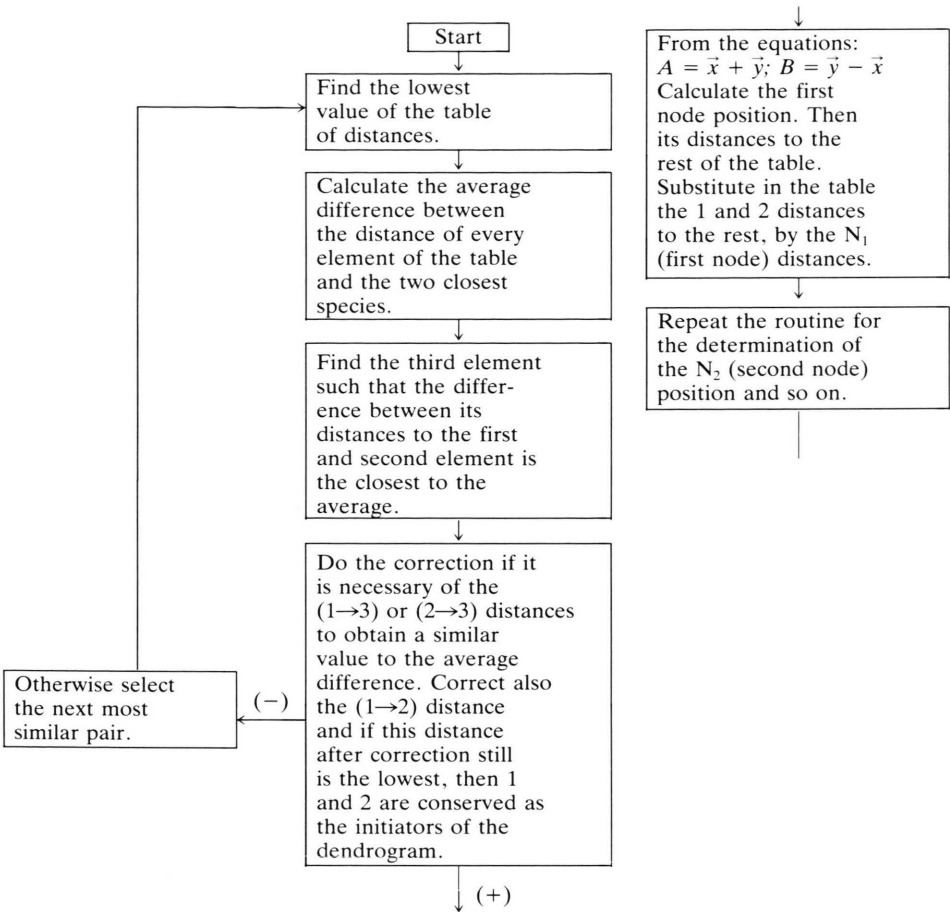 Start
Find the lowest
value of the table
of distances.
Calculate the average
difference between
the distance of every
element of the table
and the two closest
species.
Find the third element
such that the differ-
ence between its
distances to the first
and second element is
the closest to the
average.
Do the correction if it
is necessary of the
(1→3) or (2→3) distances
to obtain a similar
value to the average
difference. Correct also
the (1→2) distance
and if this distance
after correction still
is the lowest, then 1
and 2 are conserved as
the initiators of the
dendrogram.
(−)
Otherwise select
the next most
similar pair.
(+)
From the equations:
A = x⃗ + y⃗; B = y⃗ − x⃗
Calculate the first
node position. Then
its distances to the
rest of the table.
Substitute in the table
the 1 and 2 distances
to the rest, by the N₁
(first node) distances.
Repeat the routine for
the determination of
the N₂ (second node)
position and so on.